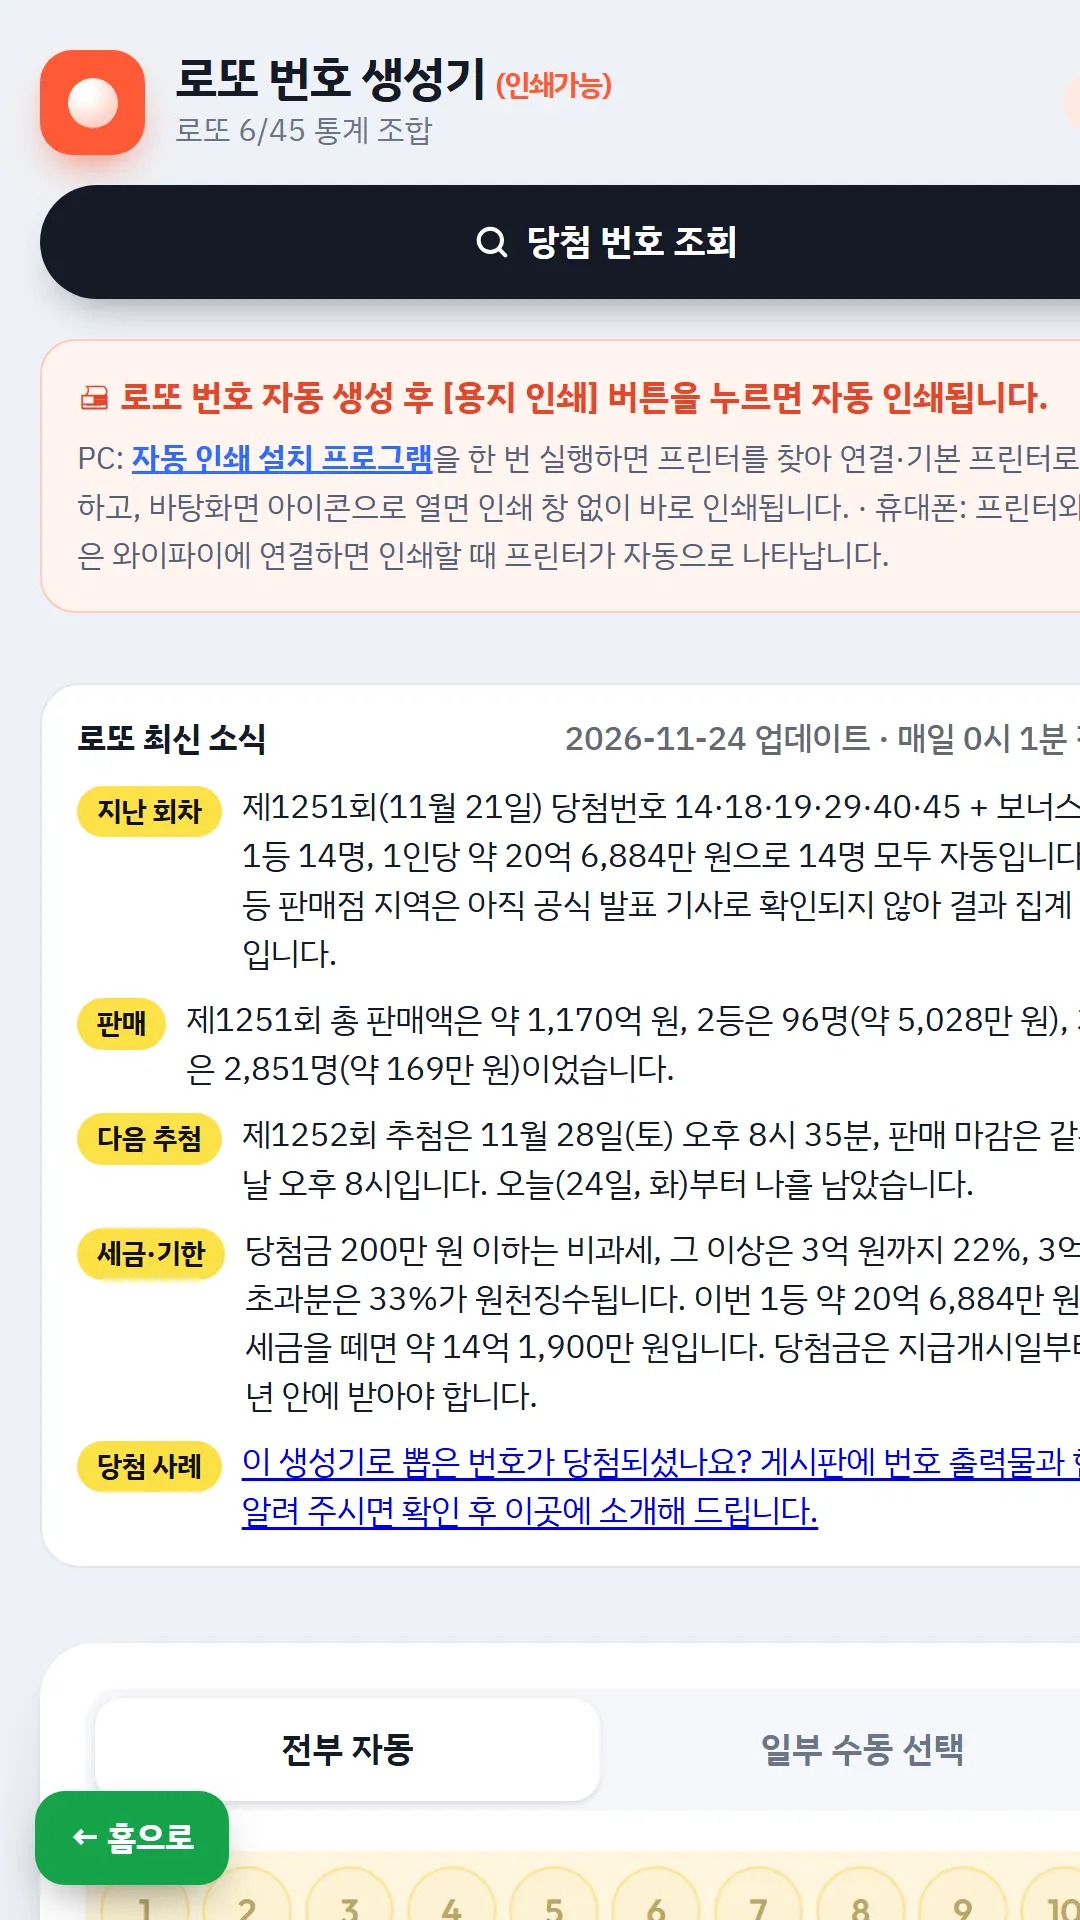 로또 번호 생성기 (인쇄가능)
로또 6/45 통계 조합
당첨 번호 조회
로또 번호 자동 생성 후 [용지 인쇄] 버튼을 누르면 자동 인쇄됩니다.
PC: 자동 인쇄 설치 프로그램을 한 번 실행하면 프린터를 찾아 연결·기본 프린터로
하고, 바탕화면 아이콘으로 열면 인쇄 창 없이 바로 인쇄됩니다. · 휴대폰: 프린터와
은 와이파이에 연결하면 인쇄할 때 프린터가 자동으로 나타납니다.
로또 최신 소식
2026-11-24 업데이트 · 매일 0시 1분
지난 회차
제1251회(11월 21일) 당첨번호 14·18·19·29·40·45 + 보너스
1등 14명, 1인당 약 20억 6,884만 원으로 14명 모두 자동입니다
등 판매점 지역은 아직 공식 발표 기사로 확인되지 않아 결과 집계
입니다.
판매
제1251회 총 판매액은 약 1,170억 원, 2등은 96명(약 5,028만 원),
은 2,851명(약 169만 원)이었습니다.
다음 추첨
제1252회 추첨은 11월 28일(토) 오후 8시 35분, 판매 마감은 같은
날 오후 8시입니다. 오늘(24일, 화)부터 나흘 남았습니다.
세금·기한
당첨금 200만 원 이하는 비과세, 그 이상은 3억 원까지 22%, 3억
초과분은 33%가 원천징수됩니다. 이번 1등 약 20억 6,884만 원
세금을 떼면 약 14억 1,900만 원입니다. 당첨금은 지급개시일부터
년 안에 받아야 합니다.
당첨 사례
이 생성기로 뽑은 번호가 당첨되셨나요? 게시판에 번호 출력물과
알려 주시면 확인 후 이곳에 소개해 드립니다.
전부 자동
일부 수동 선택
← 홈으로
1 2 3 4 5 6 7 8 9 10